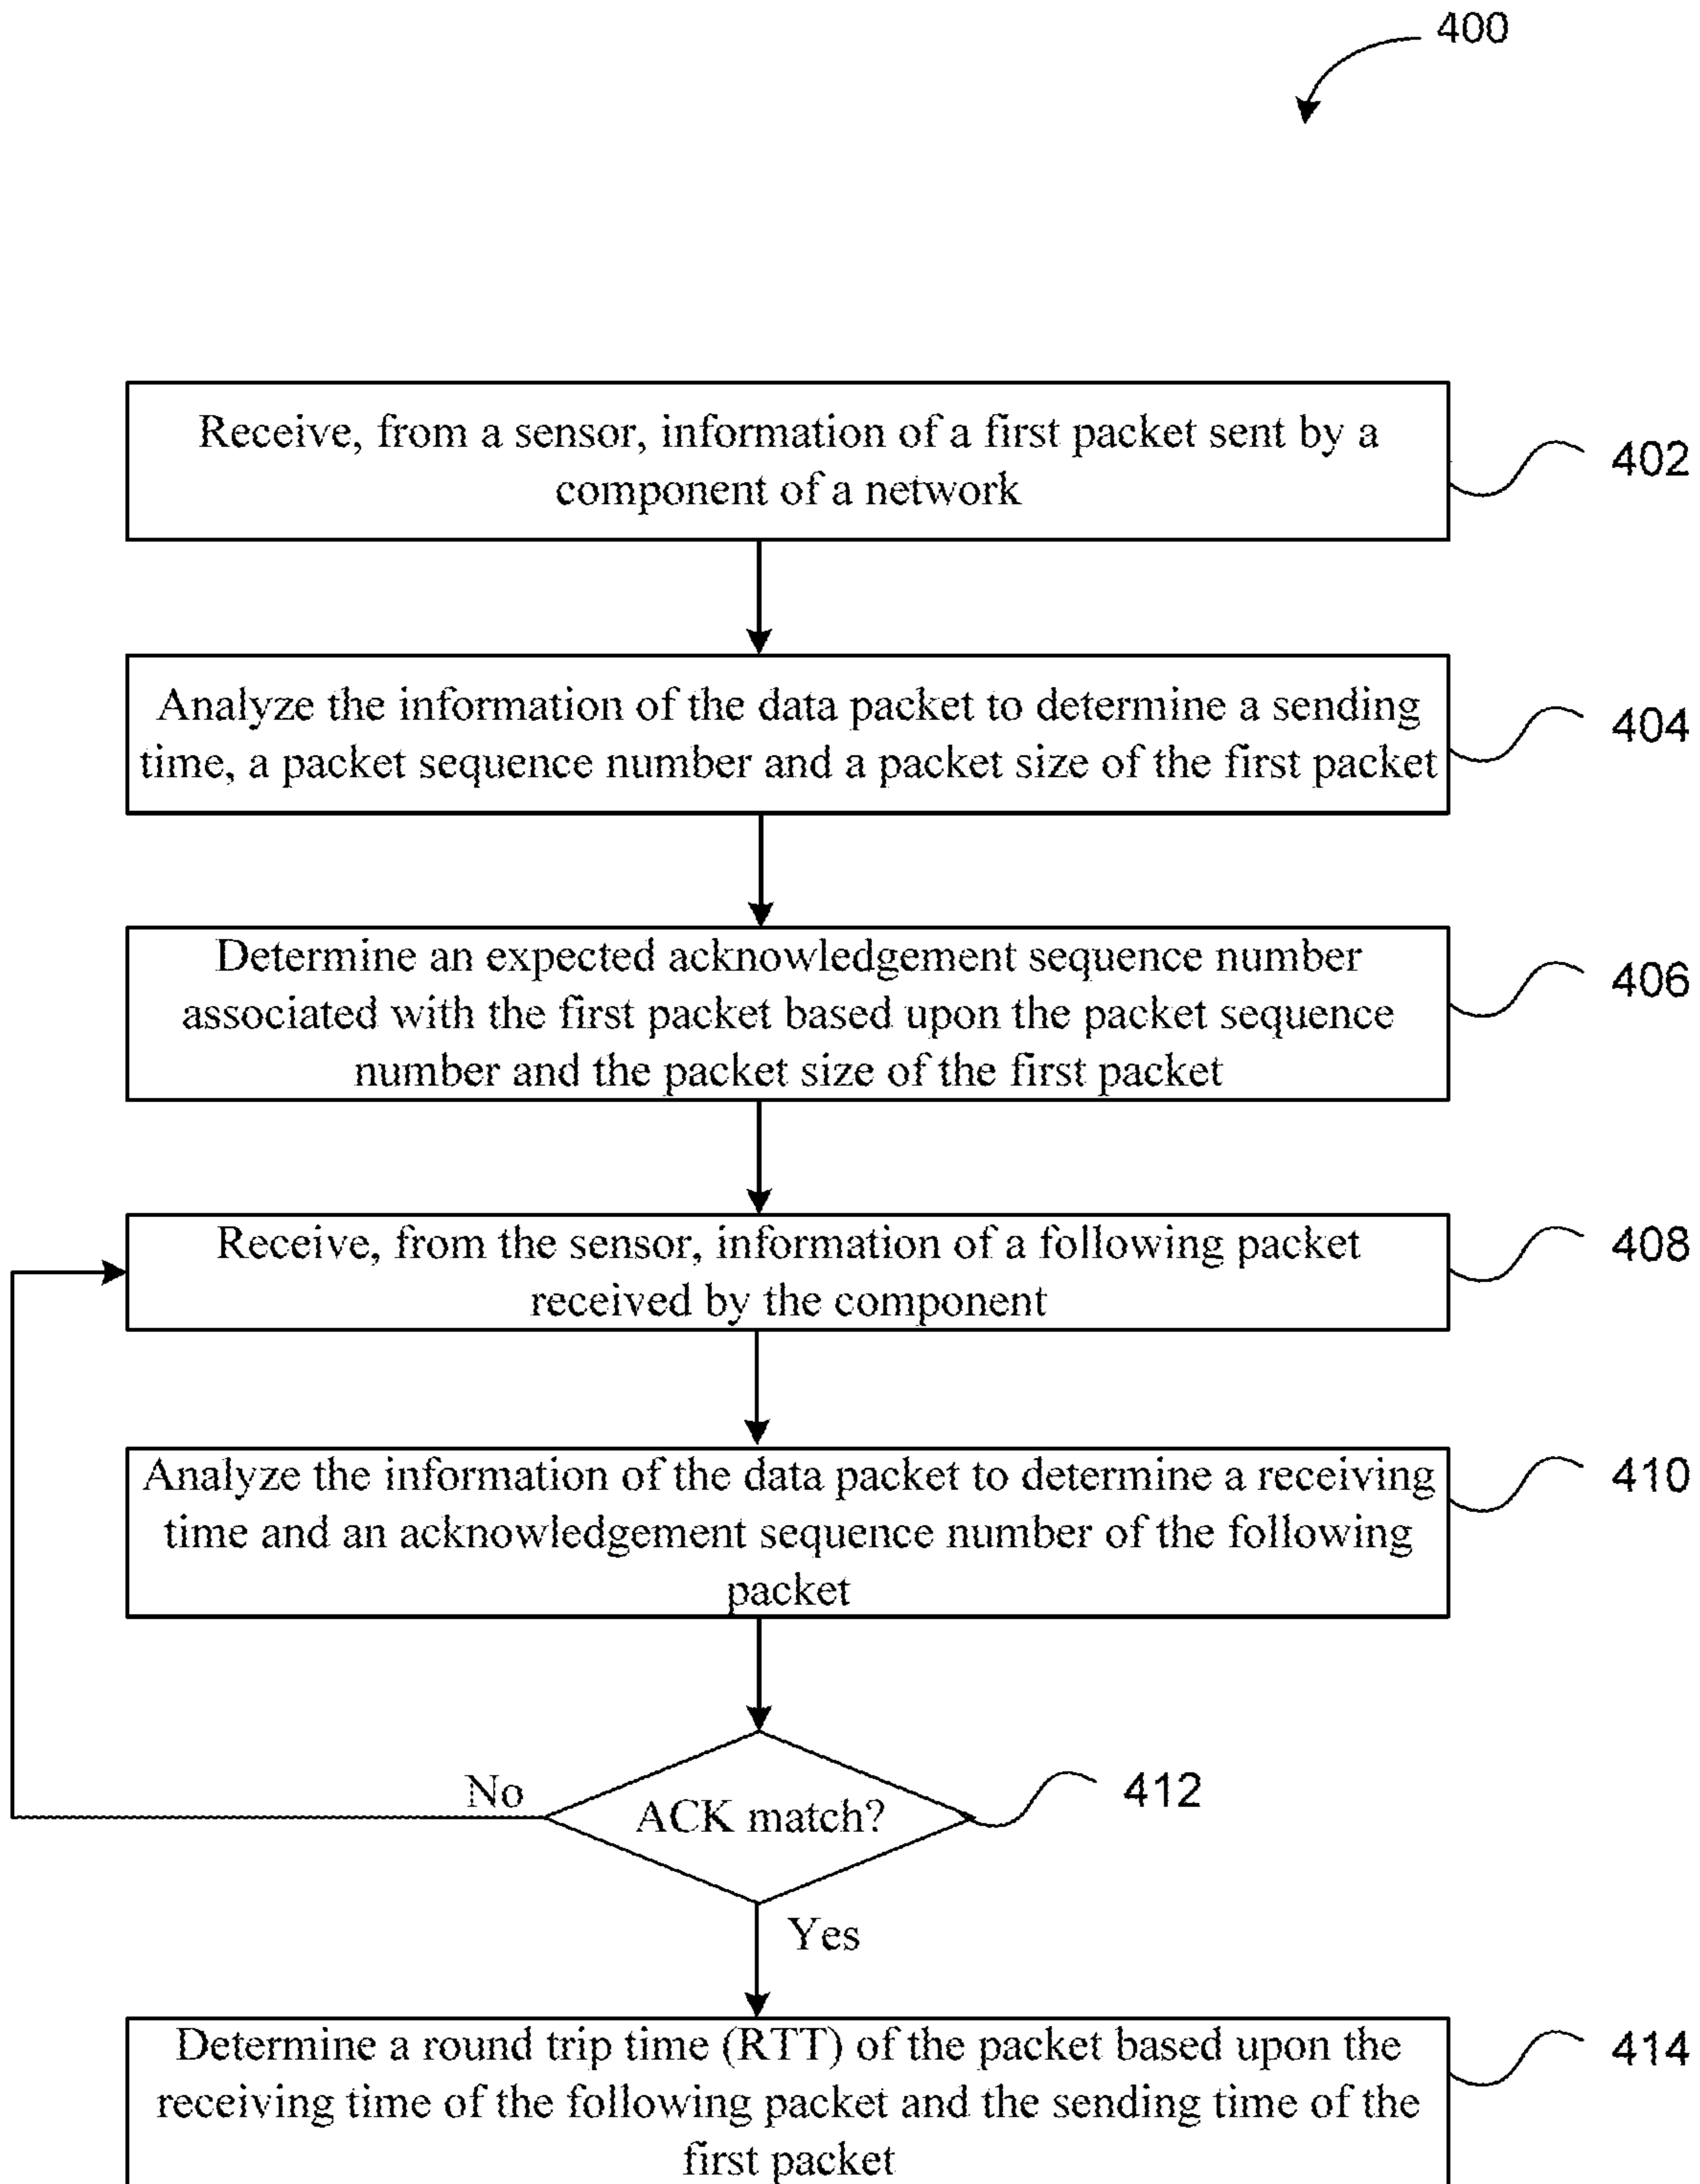 400
Receive, from a sensor, information of a first packet sent by a
component of a network
402
Analyze the information of the data packet to determine a sending
time, a packet sequence number and a packet size of the first packet
404
Determine an expected acknowledgement sequence number
associated with the first packet based upon the packet sequence
number and the packet size of the first packet
406
Receive, from the sensor, information of a following packet
received by the component
408
Analyze the information of the data packet to determine a receiving
time and an acknowledgement sequence number of the following
packet
410
No
ACK match?
412
Yes
Determine a round trip time (RTT) of the packet based upon the
receiving time of the following packet and the sending time of the
first packet
414